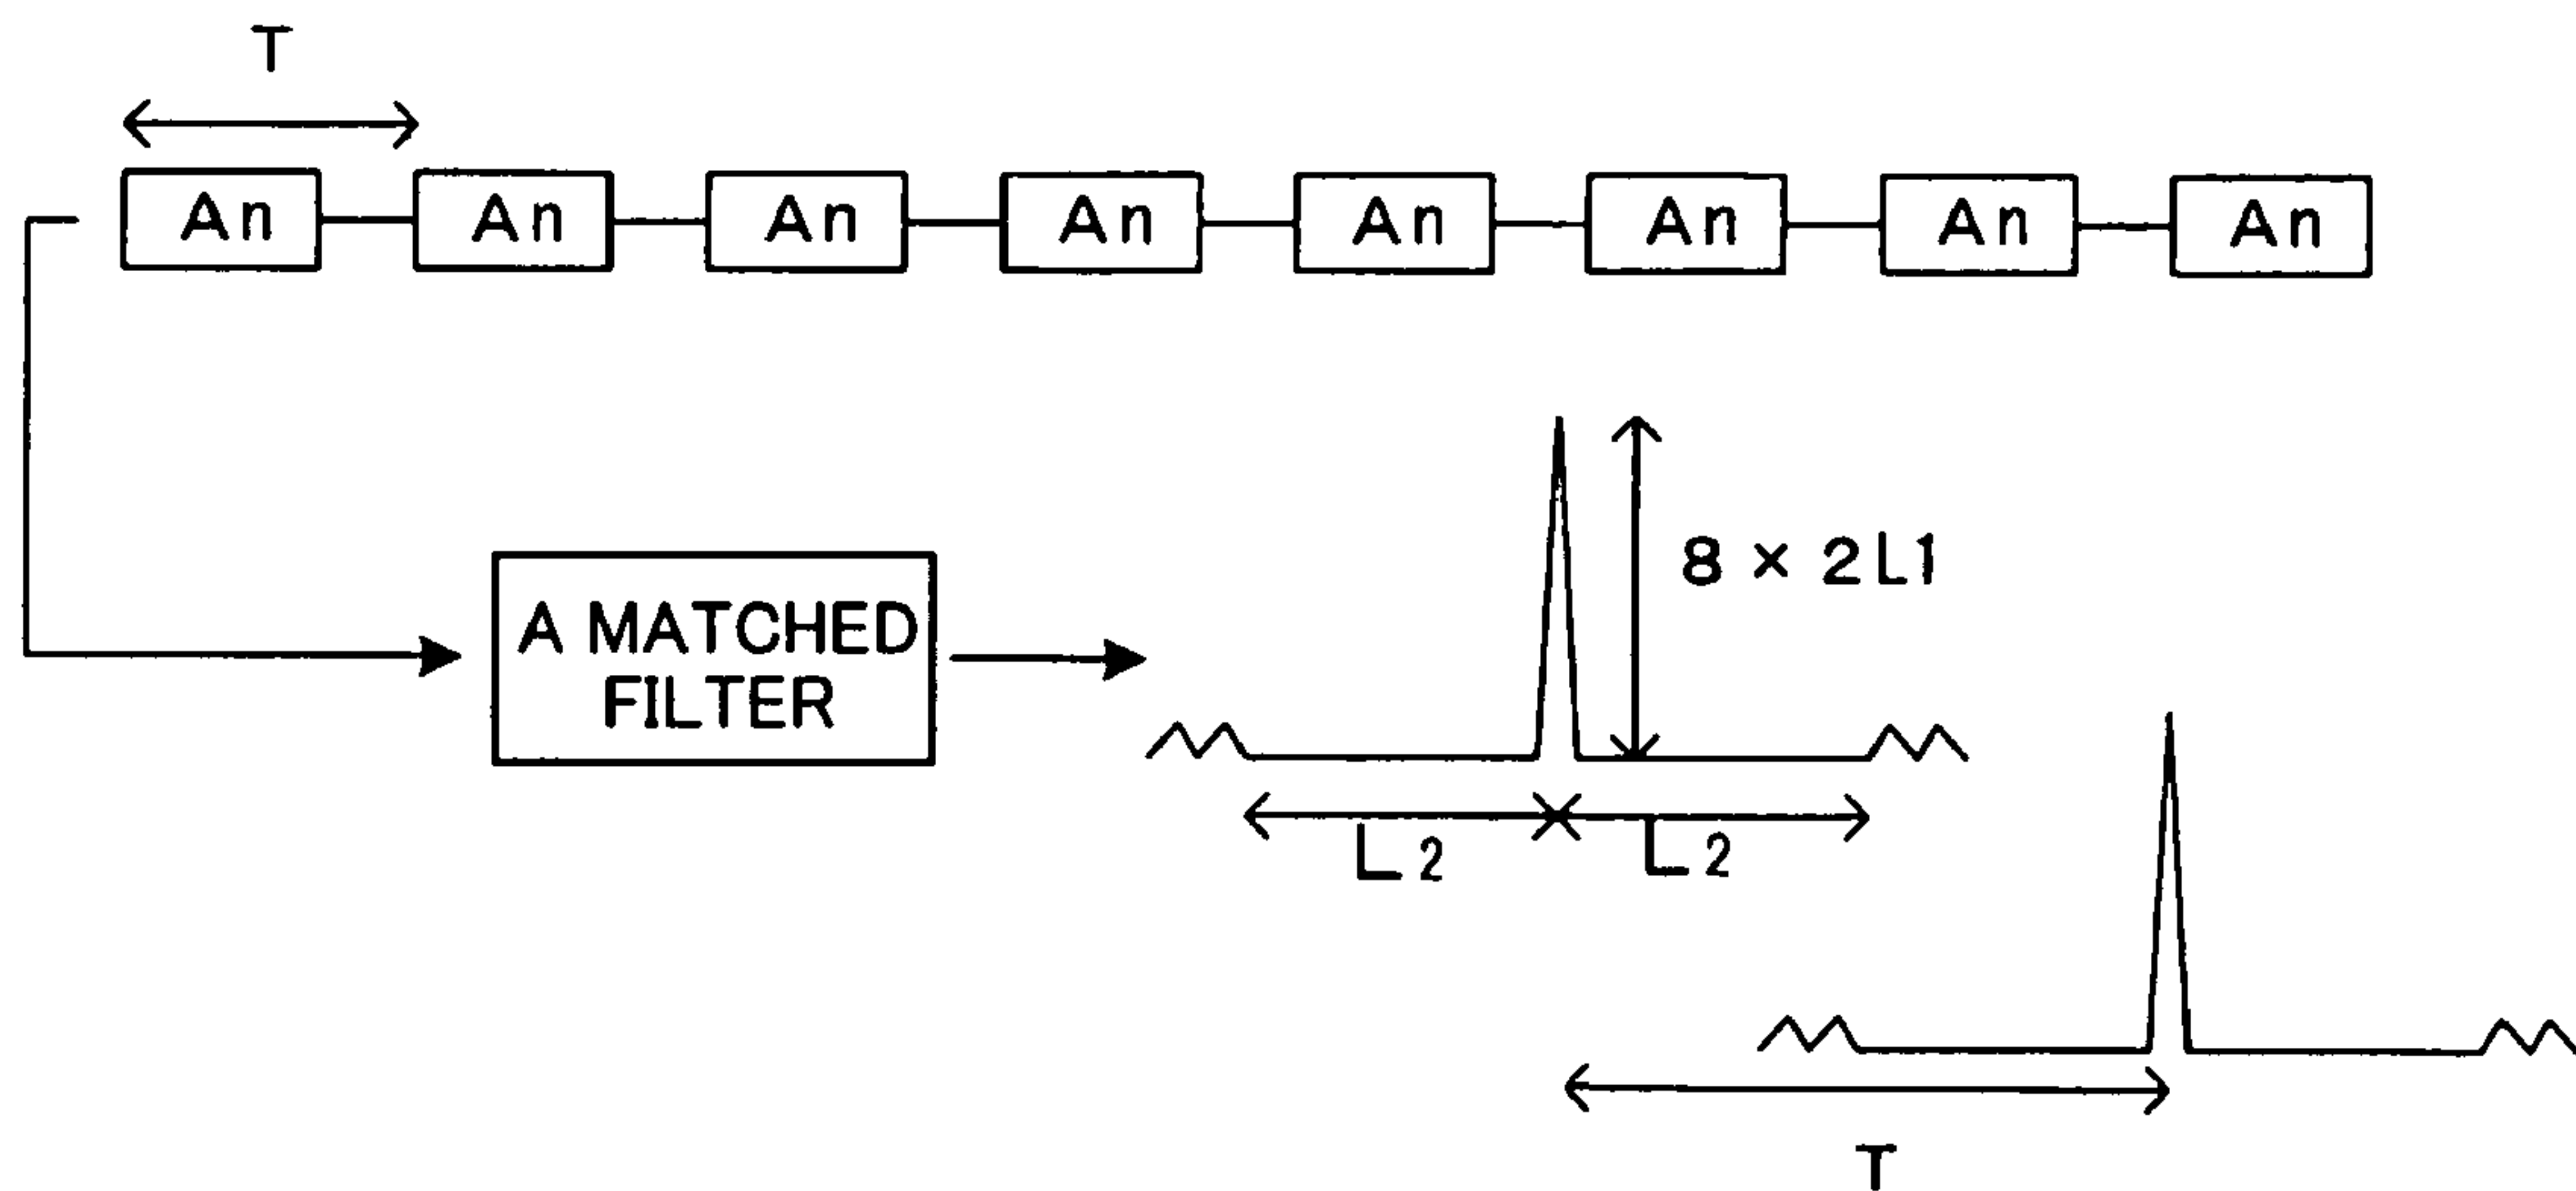 T
An An An An An An An An
8 × 2L1
A MATCHED
FILTER
L2 L2
T